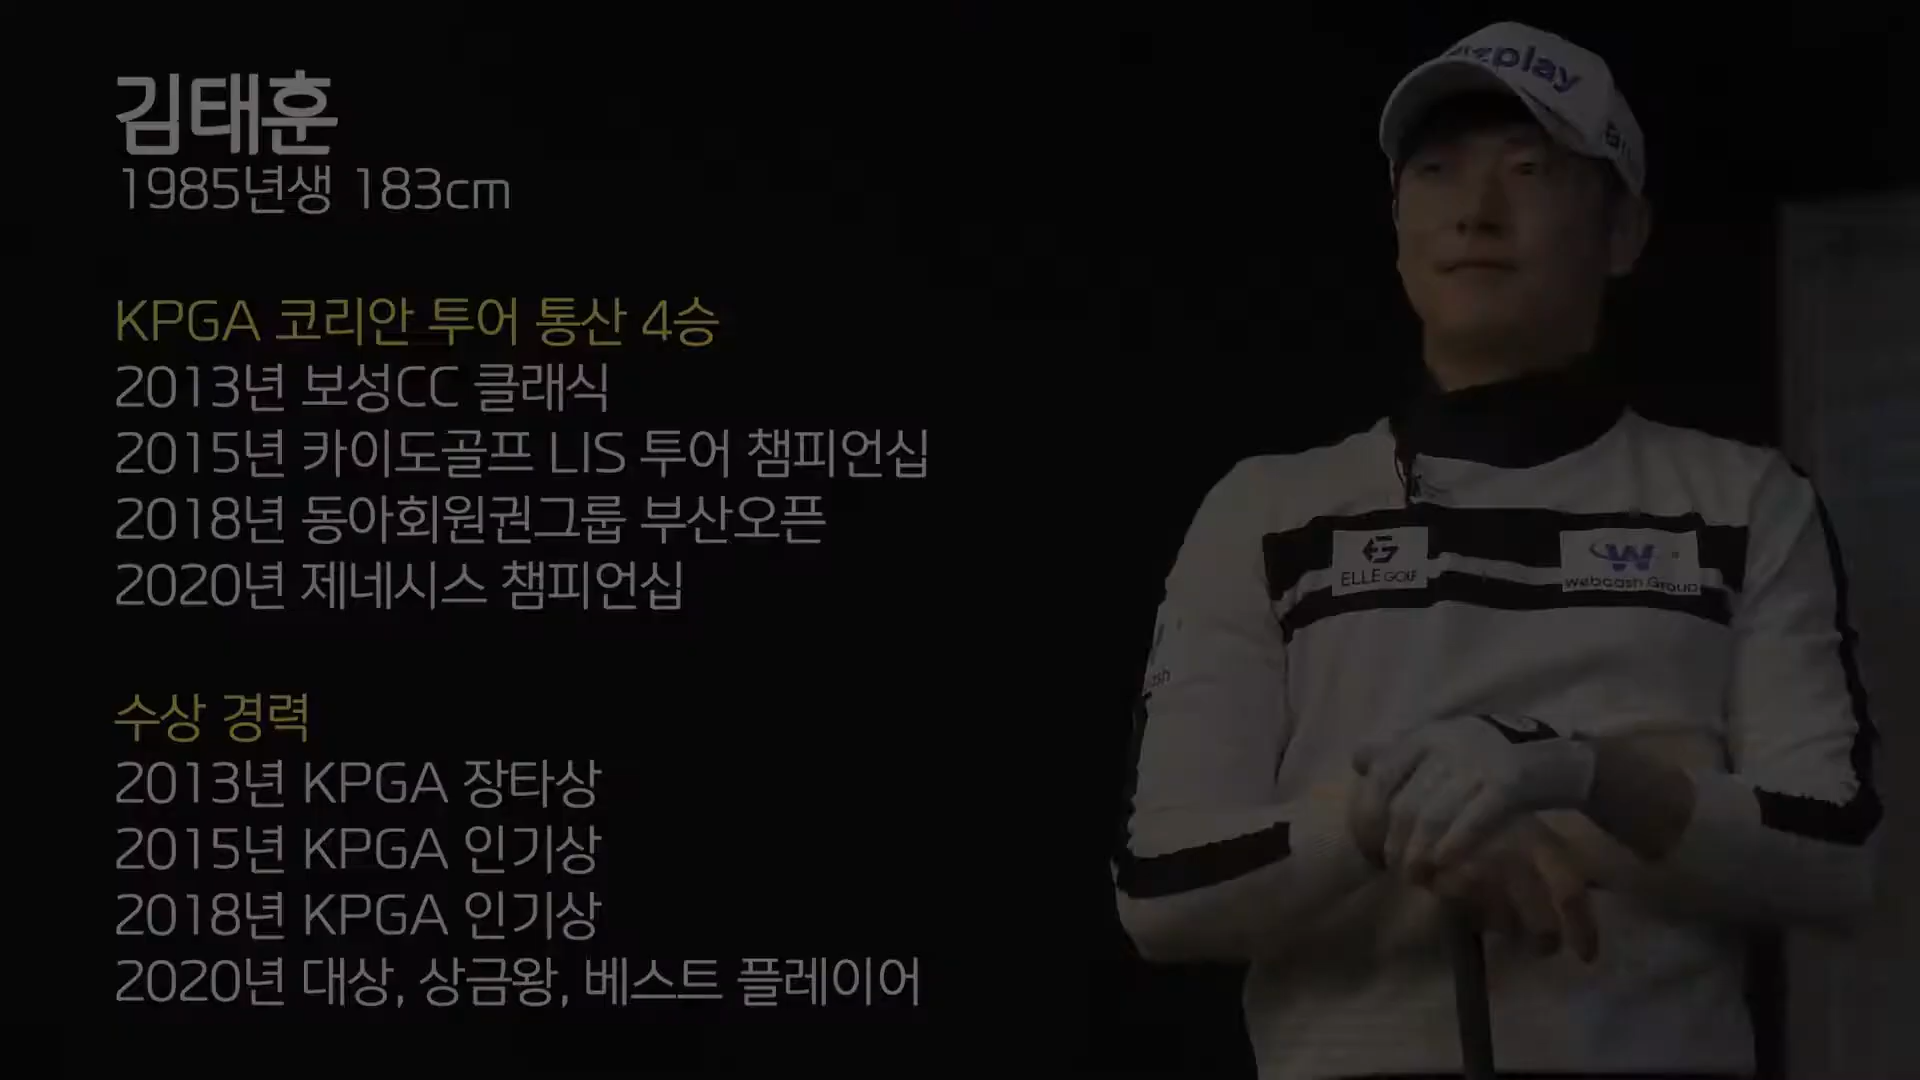 김태훈
1985년생 183cm
KPGA 코리안 투어 통산 4승
2013년 보성CC 클래식
2015년 카이도골프 LIS 투어 챔피언십
2018년 동아회원권그룹 부산오픈
2020년 제네시스 챔피언십
수상 경력
2013년 KPGA 장타상
2015년 KPGA 인기상
2018년 KPGA 인기상
2020년 대상, 상금왕, 베스트 플레이어
ELLE GOLF
W
webcash Group